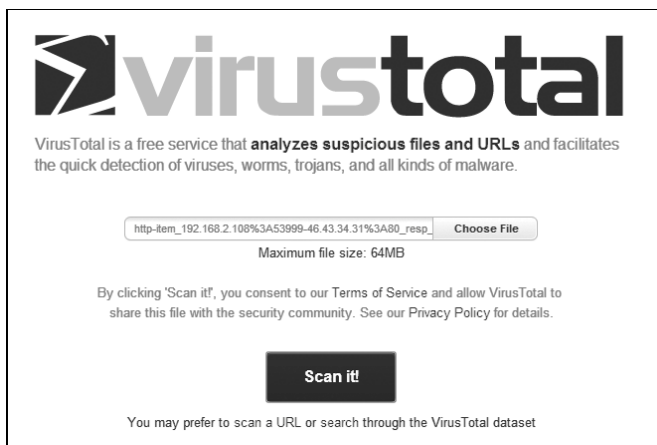 virustotal
VirusTotal is a free service that analyzes suspicious files and URLs and facilitates
the quick detection of viruses, worms, trojans, and all kinds of malware.
http-item_192.168.2.108%3A53999-46.43.34.31%3A80_resp_
Choose File
Maximum file size: 64MB
By clicking 'Scan it!', you consent to our Terms of Service and allow VirusTotal to
share this file with the security community. See our Privacy Policy for details.
Scan it!
You may prefer to scan a URL or search through the VirusTotal dataset